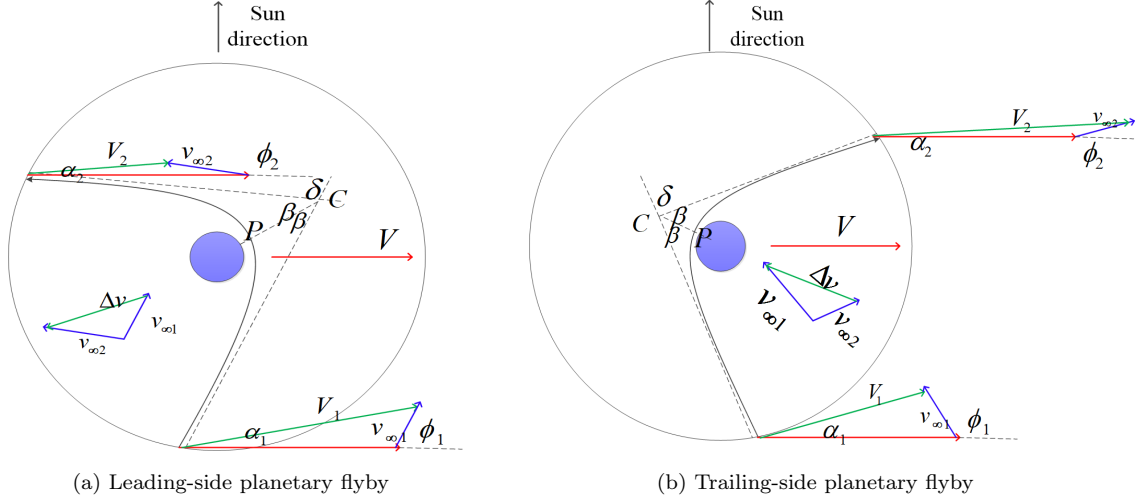 Sun
direction
V₂
v∞2
ϕ₂
α₂
δ
C
ββ
P
V
Δv
v∞1
v∞2
V₁
α₁
v∞1
ϕ₁
(a) Leading-side planetary flyby
Sun
direction
V₂
v∞2
α₂
ϕ₂
δ
C
β
β
P
V
Δv
v∞1
v∞2
V₁
v∞1
α₁
ϕ₁
(b) Trailing-side planetary flyby